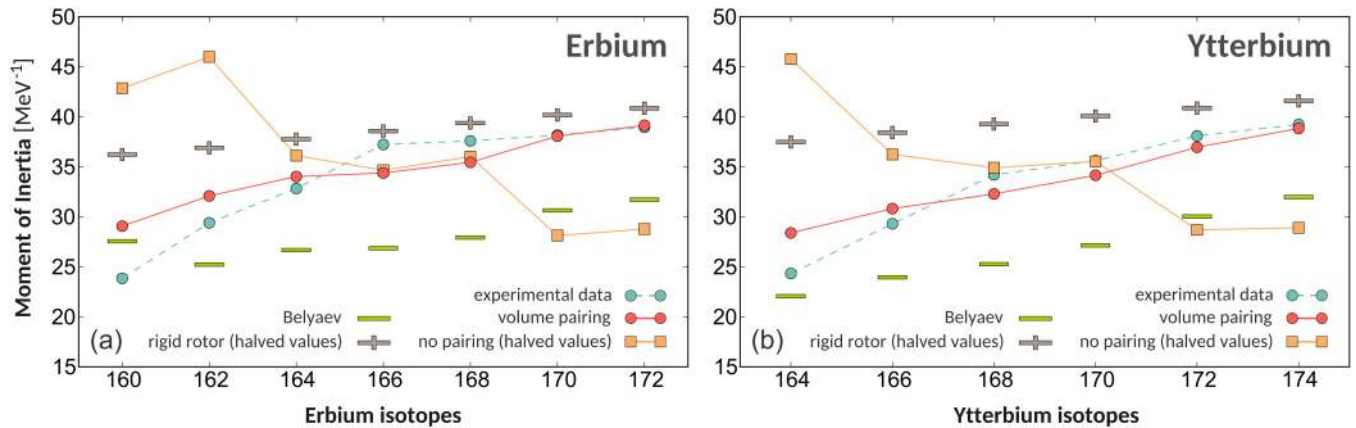 Moment of Inertia [MeV⁻¹]
50
45
40
35
30
25
20
15
Erbium
experimental data
Belyaev
volume pairing
(a)
rigid rotor (halved values)
no pairing (halved values)
160 162 164 166 168 170 172
Erbium isotopes
50
45
40
35
30
25
20
15
Ytterbium
experimental data
Belyaev
volume pairing
(b)
rigid rotor (halved values)
no pairing (halved values)
164 166 168 170 172 174
Ytterbium isotopes